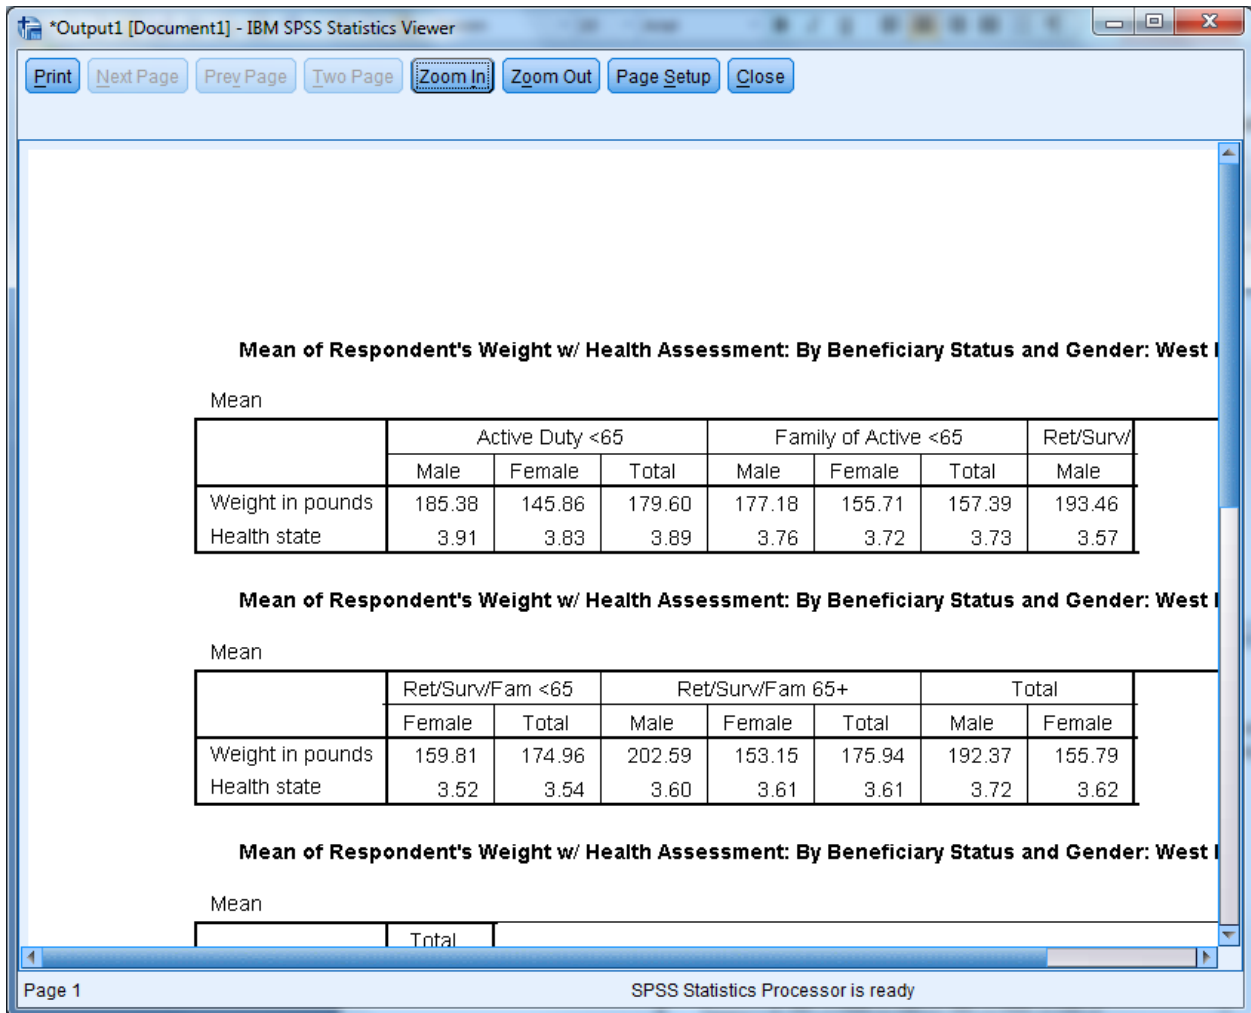 *Output1 [Document1] - IBM SPSS Statistics Viewer
Print Next Page Prev Page Two Page Zoom In Zoom Out Page Setup Close
Mean of Respondent's Weight w/ Health Assessment: By Beneficiary Status and Gender: West
Mean
Active Duty <65 Family of Active <65 Ret/Surv/
Male Female Total Male Female Total Male
Weight in pounds 185.38 145.86 179.60 177.18 155.71 157.39 193.46
Health state 3.91 3.83 3.89 3.76 3.72 3.73 3.57
Mean of Respondent's Weight w/ Health Assessment: By Beneficiary Status and Gender: West
Mean
Ret/Surv/Fam <65 Ret/Surv/Fam 65+ Total
Female Total Male Female Total Male Female
Weight in pounds 159.81 174.96 202.59 153.15 175.94 192.37 155.79
Health state 3.52 3.54 3.60 3.61 3.61 3.72 3.62
Mean of Respondent's Weight w/ Health Assessment: By Beneficiary Status and Gender: West
Mean
Total
Page 1 SPSS Statistics Processor is ready